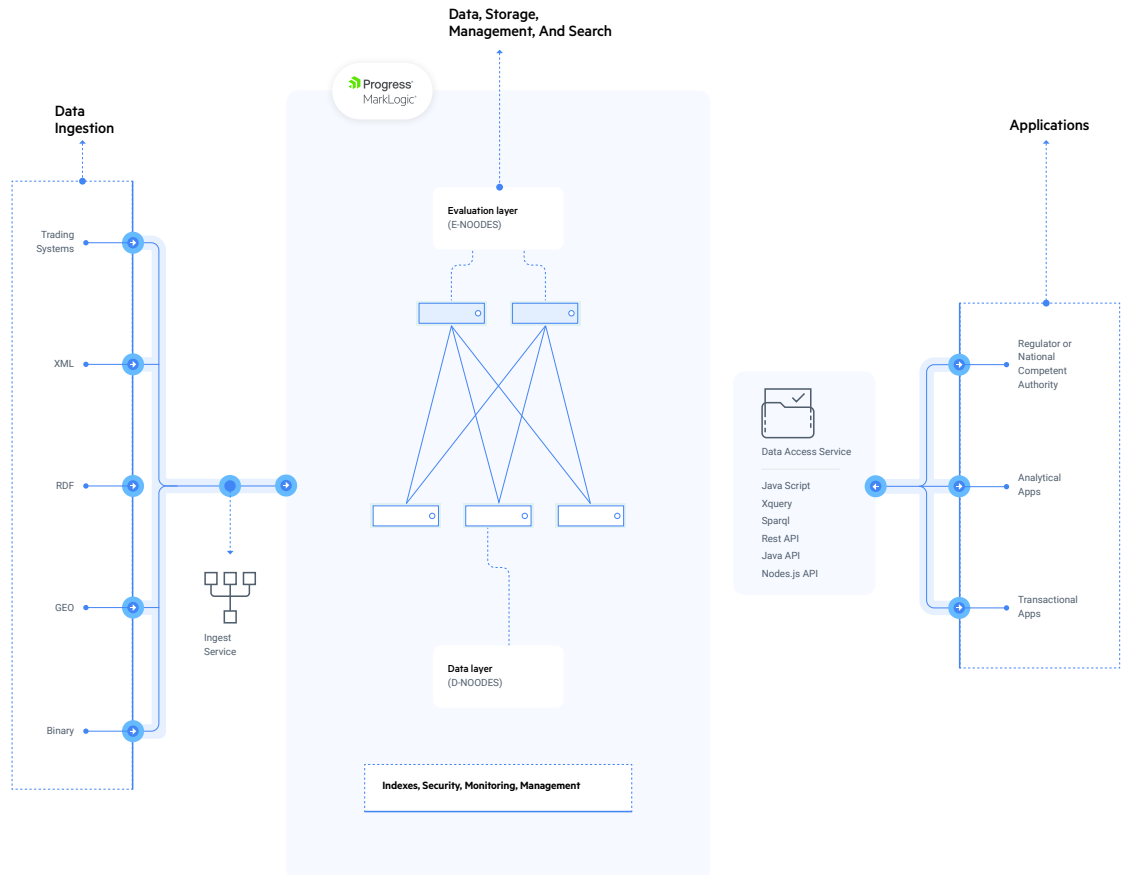 Data, Storage,
Management, And Search
Progress®
MarkLogic®
Data
Ingestion
Trading
Systems
XML
RDF
GEO
Binary
Ingest
Service
Evaluation layer
(E-NOODES)
Data layer
(D-NOODES)
Indexes, Security, Monitoring, Management
Data Access Service
Java Script
Xquery
Sparql
Rest API
Java API
Nodes.js API
Applications
Regulator or
National
Competent
Authority
Analytical
Apps
Transactional
Apps